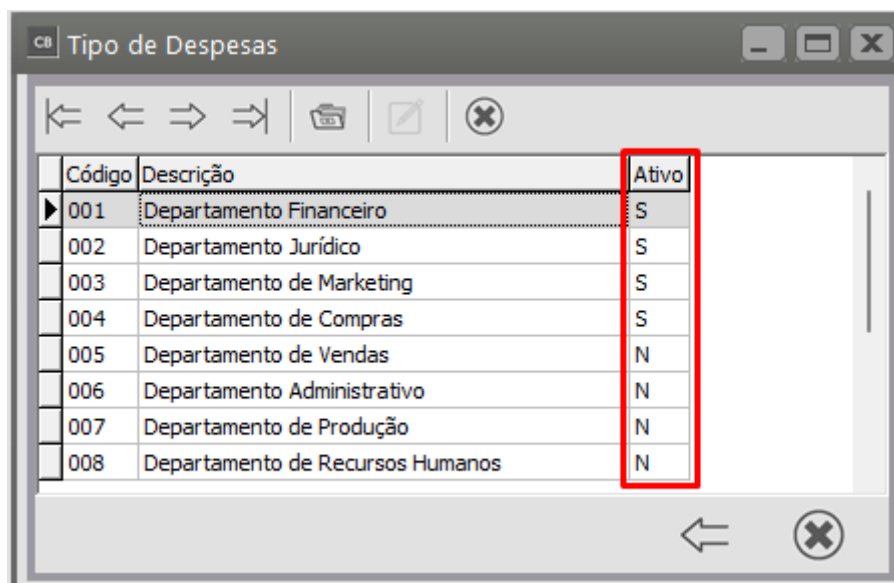 CB Tipo de Despesas
Código Descrição Ativo
001 Departamento Financeiro S
002 Departamento Jurídico S
003 Departamento de Marketing S
004 Departamento de Compras S
005 Departamento de Vendas N
006 Departamento Administrativo N
007 Departamento de Produção N
008 Departamento de Recursos Humanos N